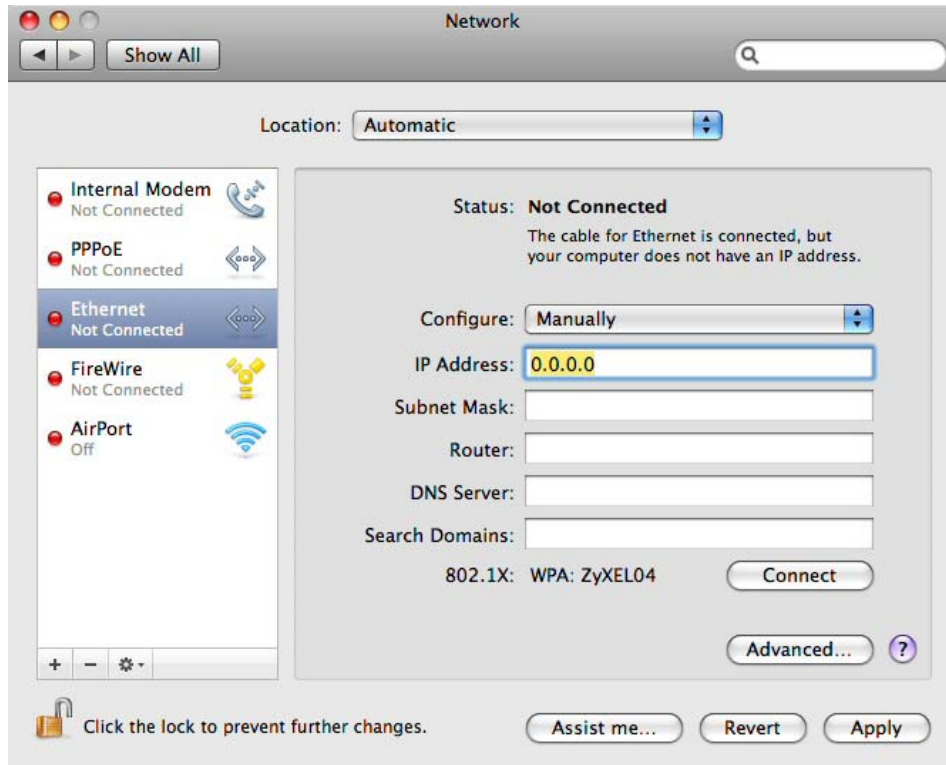 Network
Show All
Location: Automatic
Internal Modem
Not Connected
PPPoE
Not Connected
Ethernet
Not Connected
FireWire
Not Connected
AirPort
Off
Status: Not Connected
The cable for Ethernet is connected, but
your computer does not have an IP address.
Configure: Manually
IP Address: 0.0.0.0
Subnet Mask:
Router:
DNS Server:
Search Domains:
802.1X: WPA: ZyXEL04 Connect
Advanced... ?
+ −
Click the lock to prevent further changes. Assist me... Revert Apply